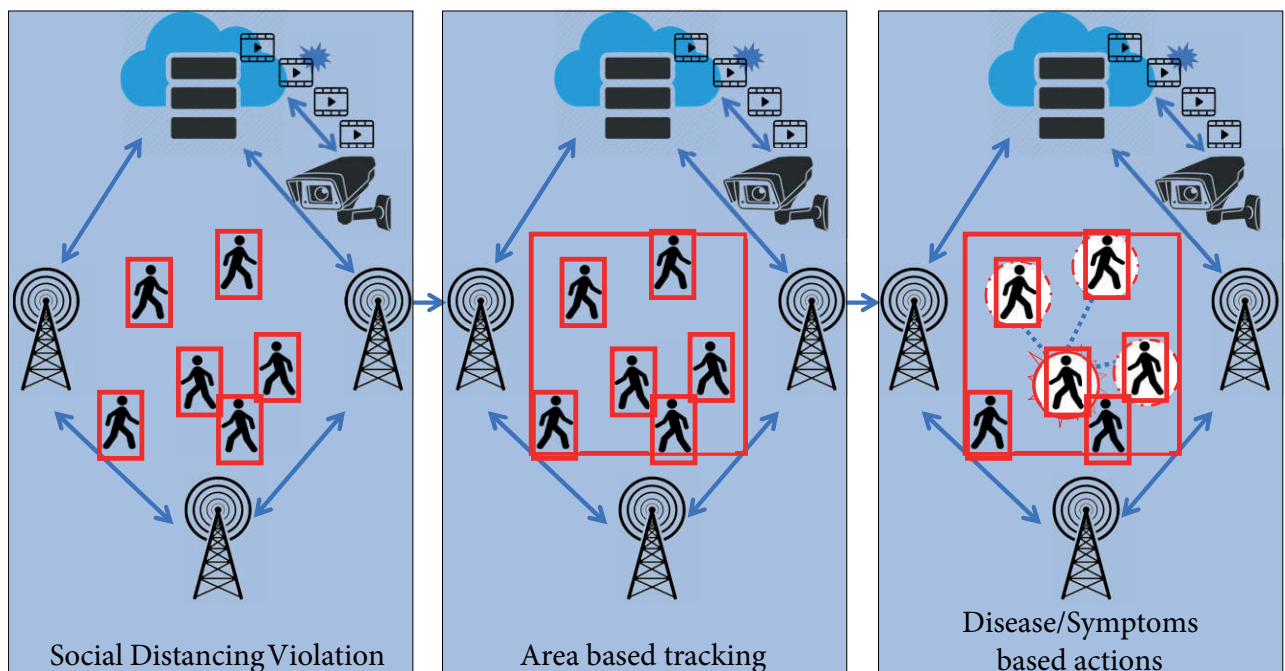 Social Distancing Violation
Area based tracking
Disease/Symptoms
based actions